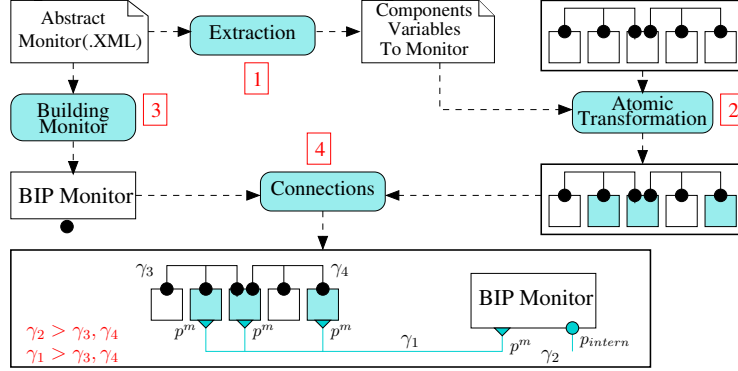 Abstract
Monitor(.XML)
Extraction
1
Components
Variables
To Monitor
Building
Monitor
3
Atomic
Transformation
2
4
BIP Monitor
Connections
γ3
γ4
BIP Monitor
γ2 > γ3, γ4
γ1 > γ3, γ4
p^m
p^m
p^m
γ1
p^m
γ2
p_intern